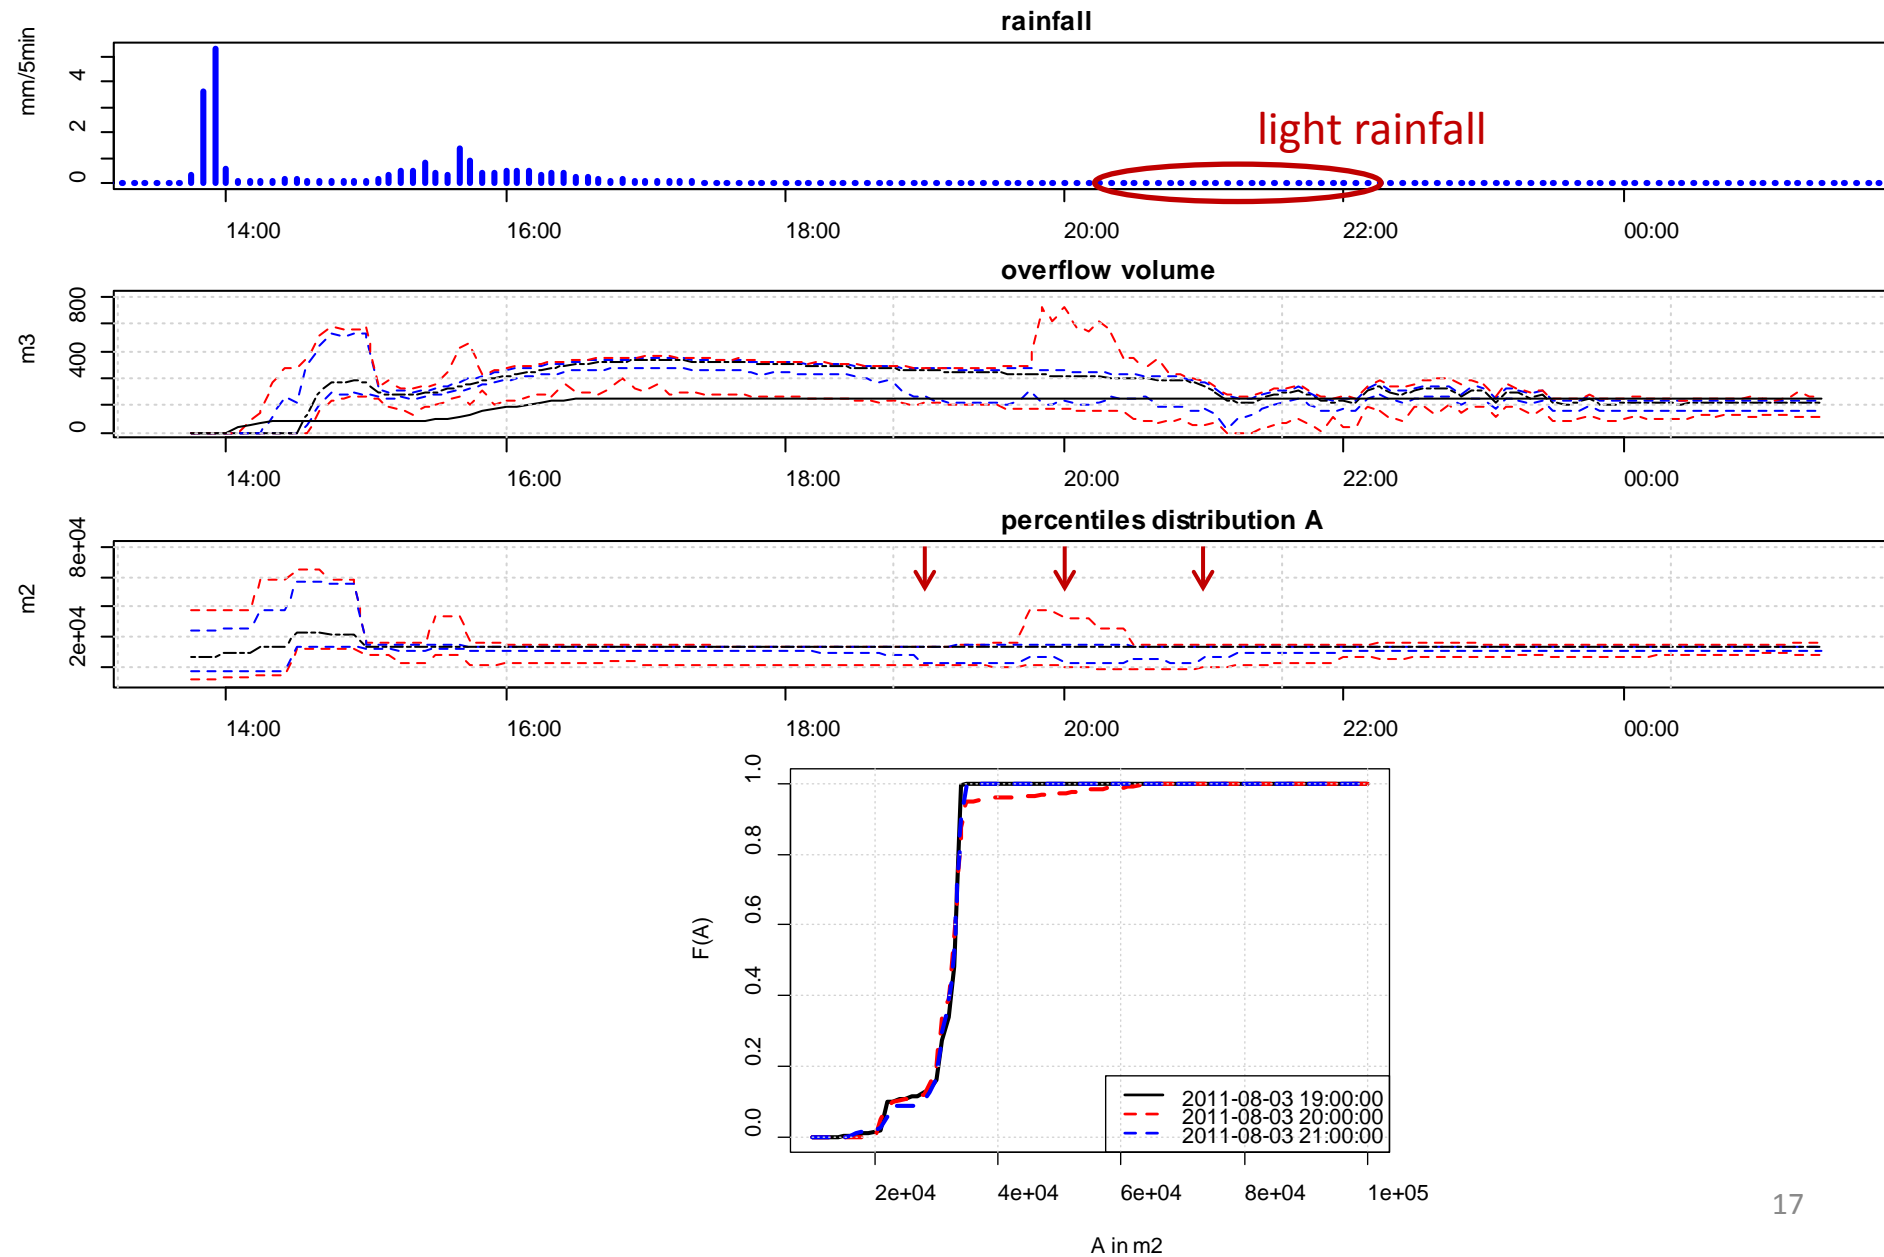 rainfall
mm/5min
4
2
0
light rainfall
14:00 16:00 18:00 20:00 22:00 00:00
overflow volume
m3
800
400
0
14:00 16:00 18:00 20:00 22:00 00:00
percentiles distribution A
m2
8e+04
2e+04
14:00 16:00 18:00 20:00 22:00 00:00
F(A)
1.0
0.8
0.6
0.4
0.2
0.0
2011-08-03 19:00:00
2011-08-03 20:00:00
2011-08-03 21:00:00
2e+04 4e+04 6e+04 8e+04 1e+05
A in m2
17